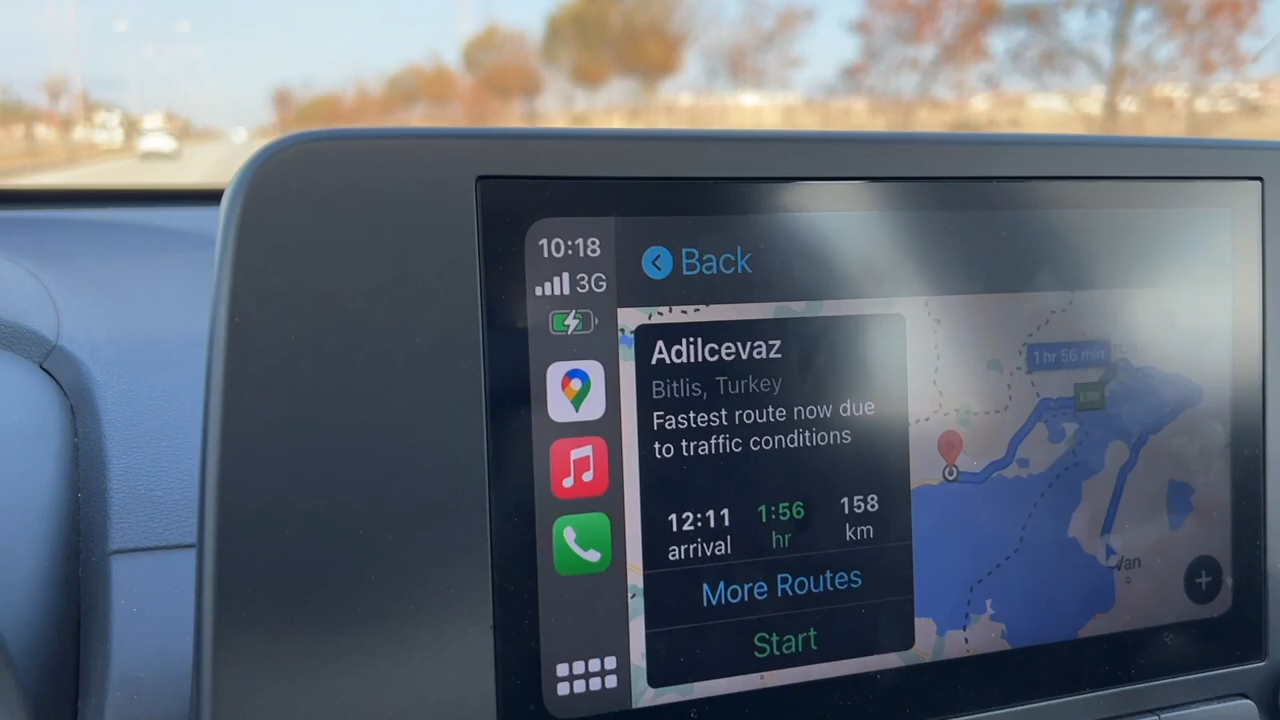 10:18
3G
Back
Adilcevaz
Bitlis, Turkey
Fastest route now due
to traffic conditions
12:11 1:56 158
arrival hr km
More Routes
Start
1 hr 56 min
E99
Van